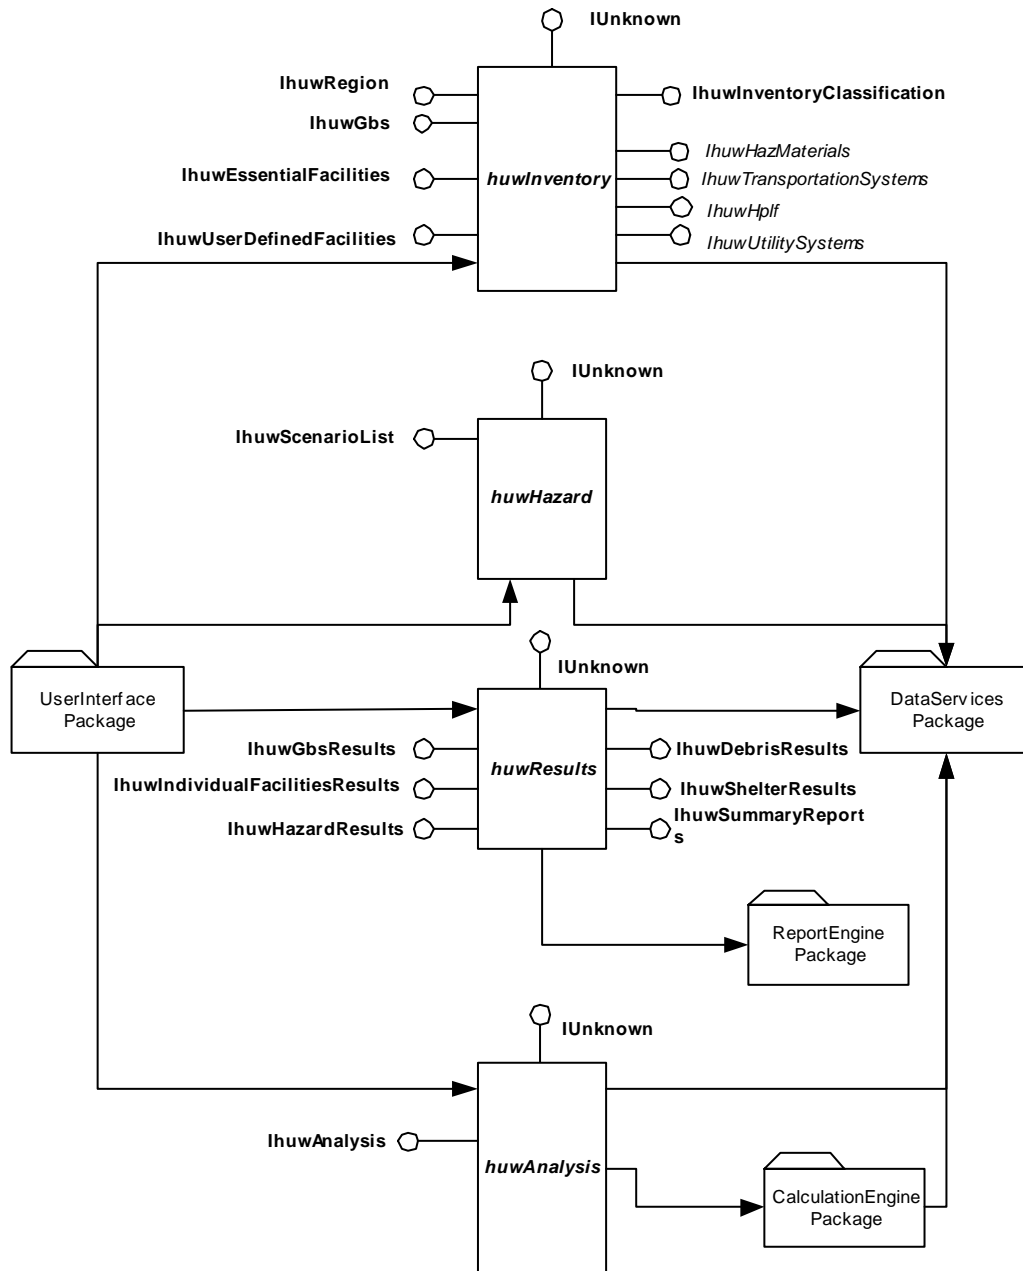 IUnknown
IhuwRegion
IhuwInventoryClassification
IhuwGbs
IhuwHazMaterials
IhuwEssentialFacilities
huwInventory
IhuwTransportationSystems
IhuwHplf
IhuwUserDefinedFacilities
IhuwUtilitySystems
IUnknown
IhuwScenarioList
huwHazard
IUnknown
UserInterface
Package
DataServices
Package
IhuwGbsResults
huwResults
IhuwDebrisResults
IhuwIndividualFacilitiesResults
IhuwShelterResults
IhuwHazardResults
IhuwSummaryReport
s
ReportEngine
Package
IUnknown
IhuwAnalysis
huwAnalysis
CalculationEngine
Package